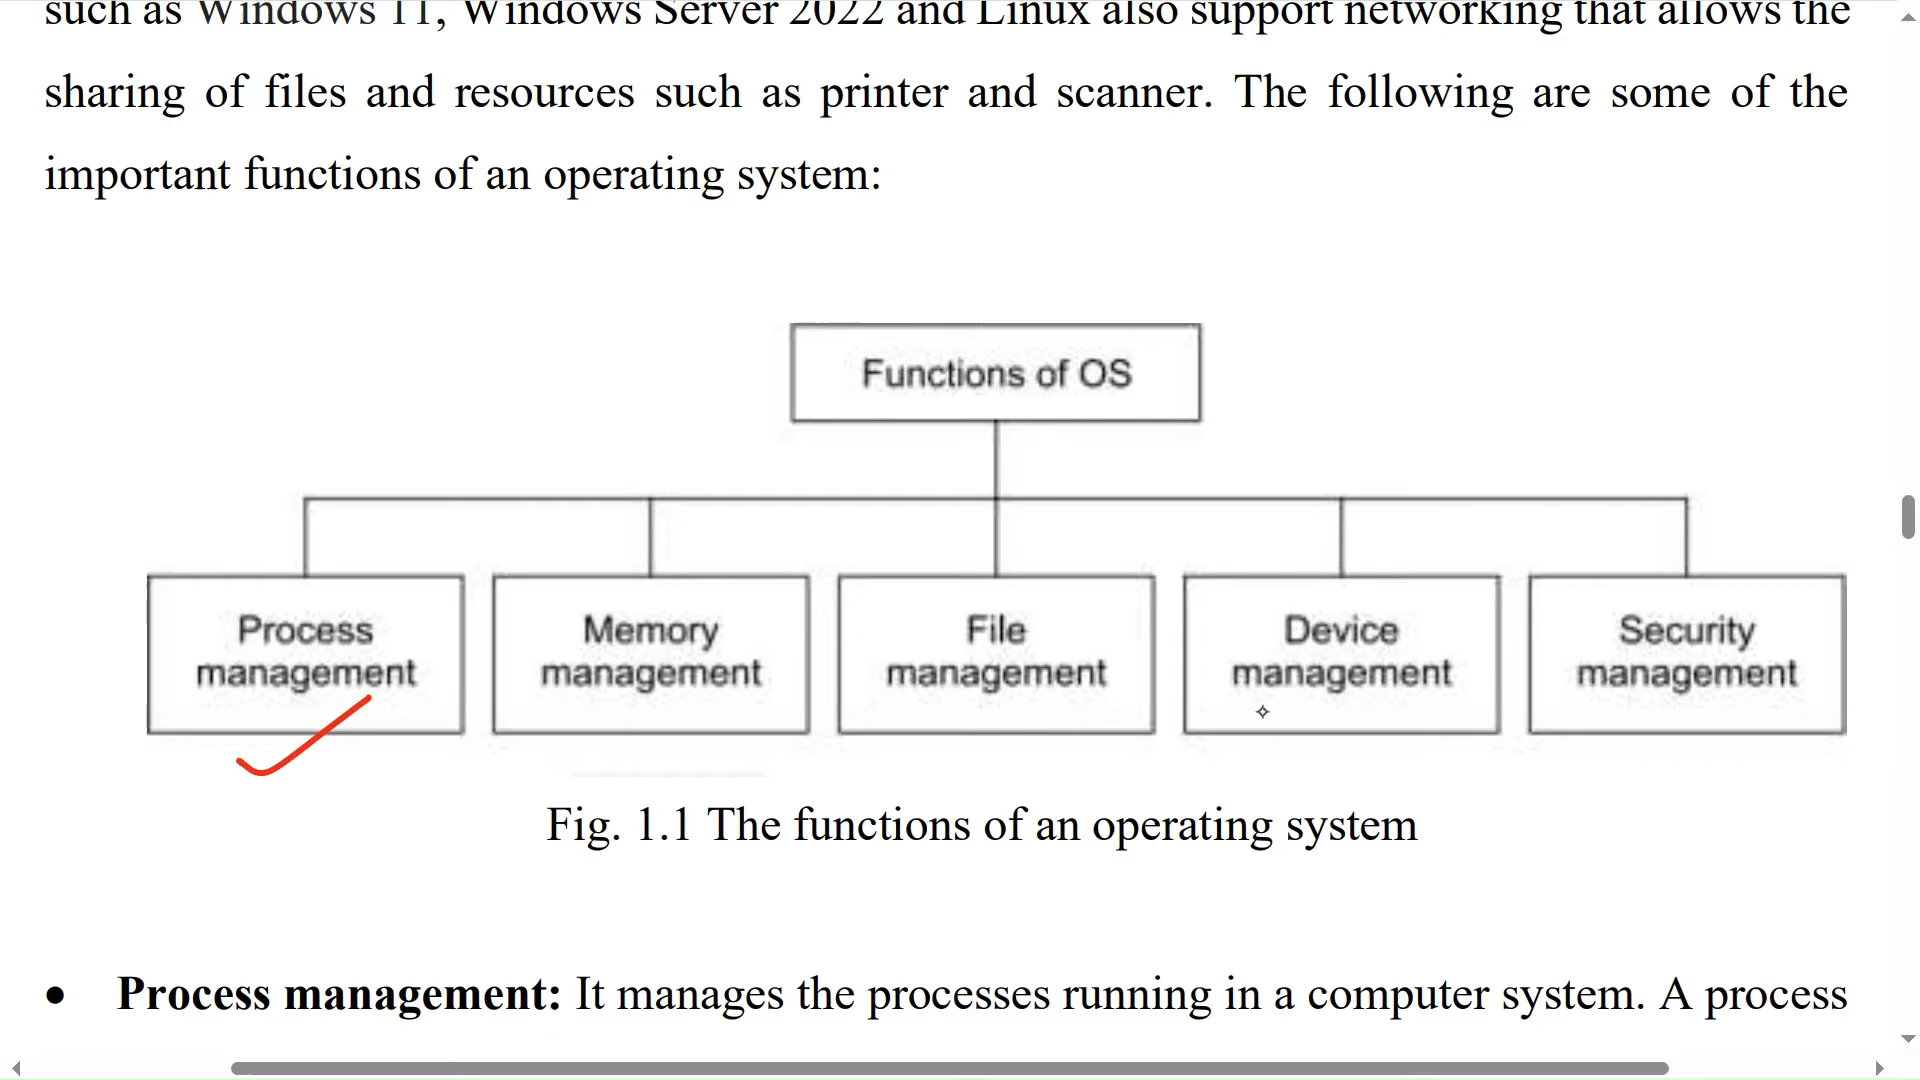 such as Windows 11, Windows Server 2022 and Linux also support networking that allows the
sharing of files and resources such as printer and scanner. The following are some of the
important functions of an operating system:
Functions of OS
Process
management
Memory
management
File
management
Device
management
Security
management
Fig. 1.1 The functions of an operating system
• Process management: It manages the processes running in a computer system. A process